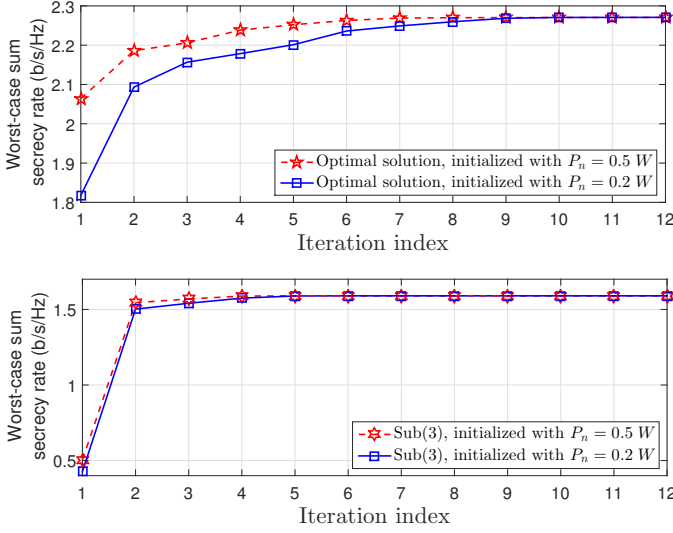 2.3
2.2
2.1
2
1.9
1.8
Worst-case sum
secrecy rate (b/s/Hz)
Optimal solution, initialized with $P_n = 0.5\ W$
Optimal solution, initialized with $P_n = 0.2\ W$
1 2 3 4 5 6 7 8 9 10 11 12
Iteration index
1.5
1
0.5
Worst-case sum
secrecy rate (b/s/Hz)
Sub(3), initialized with $P_n = 0.5\ W$
Sub(3), initialized with $P_n = 0.2\ W$
1 2 3 4 5 6 7 8 9 10 11 12
Iteration index